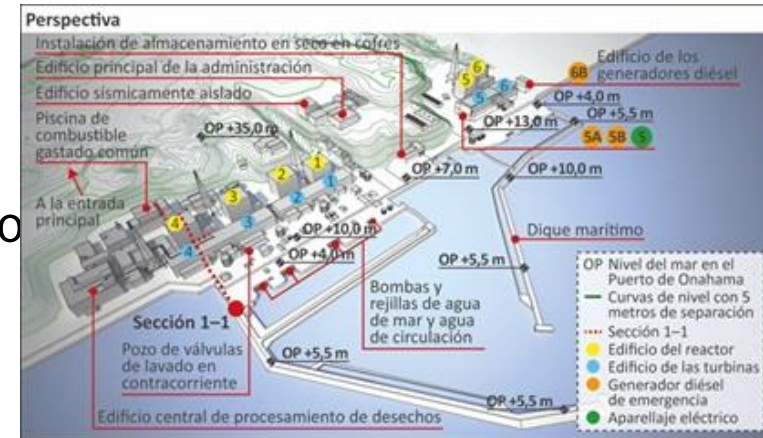 Perspectiva
Instalación de almacenamiento en seco en cofres
Edificio principal de la administración
Edificio sísmicamente aislado
Piscina de
combustible
gastado común
OP +35,0 m
A la entrada
principal
6
5
6
5
6B
Edificio de los
generadores diésel
OP +4,0 m
OP +5,5 m
OP +13,0 m
5A 5B S
OP +7,0 m
OP +10,0 m
1
2
3
4
1
2
3
4
OP +10,0 m
OP +4,0 m
Dique marítimo
OP +5,5 m
Bombas y
rejillas de agua
de mar y agua
de circulación
Sección 1–1
Pozo de válvulas
de lavado en
contracorriente
OP +5,5 m
OP +5,5 m
Edificio central de procesamiento de desechos
OP Nivel del mar en el
Puerto de Onahama
Curvas de nivel con 5
metros de separación
Sección 1–1
Edificio del reactor
Edificio de las turbinas
Generador diésel
de emergencia
Aparellaje eléctrico